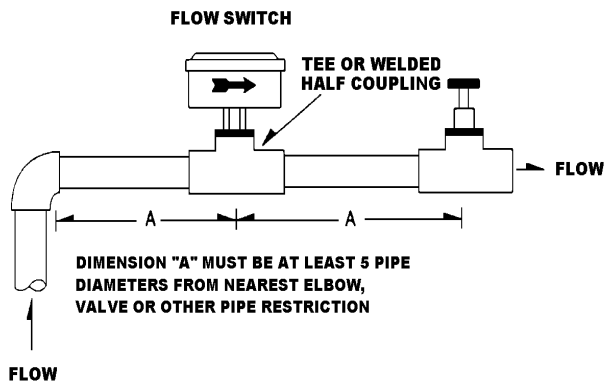 FLOW SWITCH
TEE OR WELDED
HALF COUPLING
FLOW
A
A
DIMENSION "A" MUST BE AT LEAST 5 PIPE
DIAMETERS FROM NEAREST ELBOW,
VALVE OR OTHER PIPE RESTRICTION
FLOW